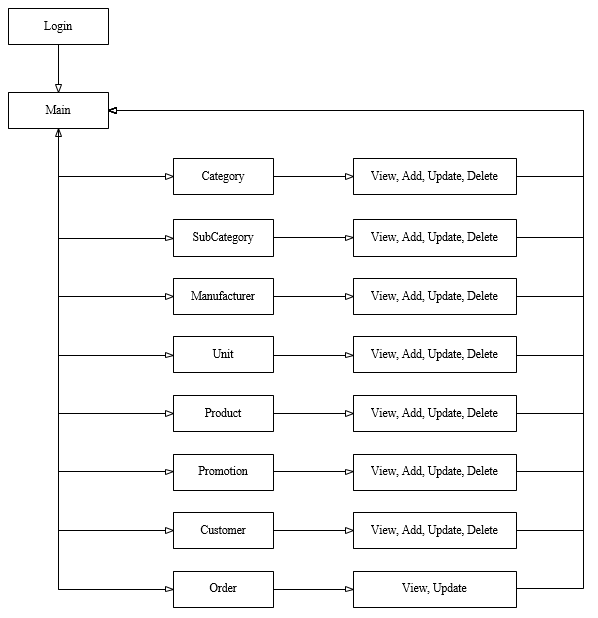 Login
Main
Category
View, Add, Update, Delete
SubCategory
View, Add, Update, Delete
Manufacturer
View, Add, Update, Delete
Unit
View, Add, Update, Delete
Product
View, Add, Update, Delete
Promotion
View, Add, Update, Delete
Customer
View, Add, Update, Delete
Order
View, Update